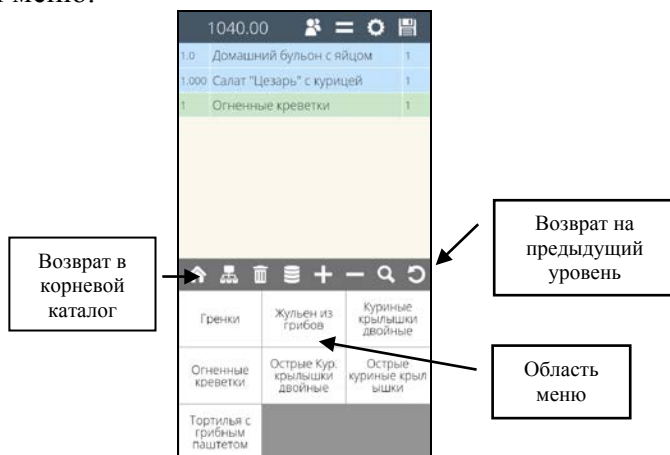 меню.
1040.00
1.0 Домашний бульон с яйцом 1
1.000 Салат "Цезарь" с курицей 1
1 Огненные креветки 1
Возврат в
корневой
каталог
Возврат на
предыдущий
уровень
Гренки
Жульен из
грибов
Куриные
крылышки
двойные
Огненные
креветки
Острые Кур.
крылышки
двойные
Острые
куриные крыл
ышки
Область
меню
Тортилья с
грибным
паштетом